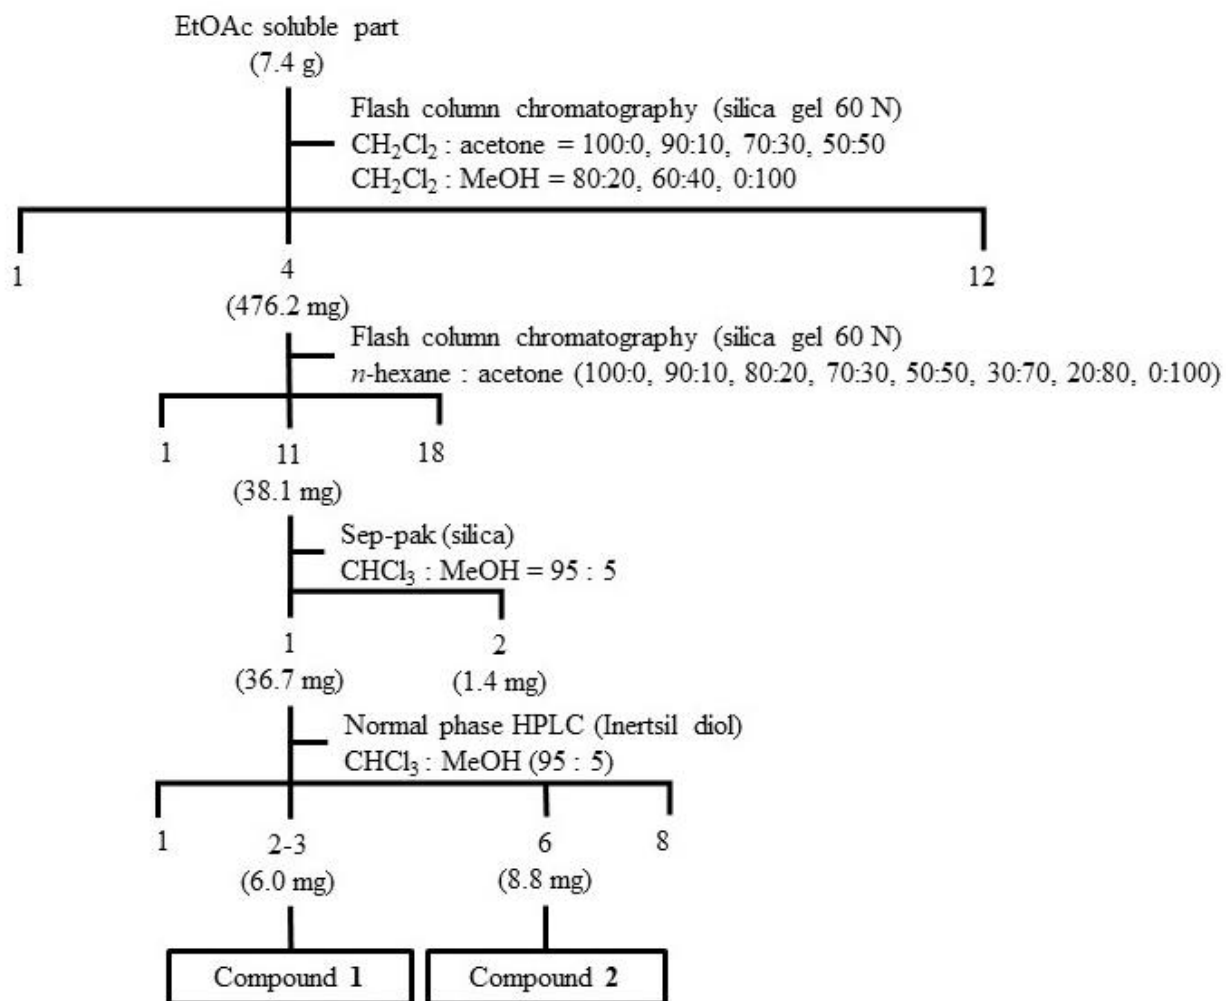 EtOAc soluble part
(7.4 g)
Flash column chromatography (silica gel 60 N)
CH₂Cl₂ : acetone = 100:0, 90:10, 70:30, 50:50
CH₂Cl₂ : MeOH = 80:20, 60:40, 0:100
1
4
12
(476.2 mg)
Flash column chromatography (silica gel 60 N)
n-hexane : acetone (100:0, 90:10, 80:20, 70:30, 50:50, 30:70, 20:80, 0:100)
1
11
18
(38.1 mg)
Sep-pak (silica)
CHCl₃ : MeOH = 95 : 5
1
2
(36.7 mg)
(1.4 mg)
Normal phase HPLC (Inertsil diol)
CHCl₃ : MeOH (95 : 5)
1
2-3
6
8
(6.0 mg)
(8.8 mg)
Compound 1
Compound 2